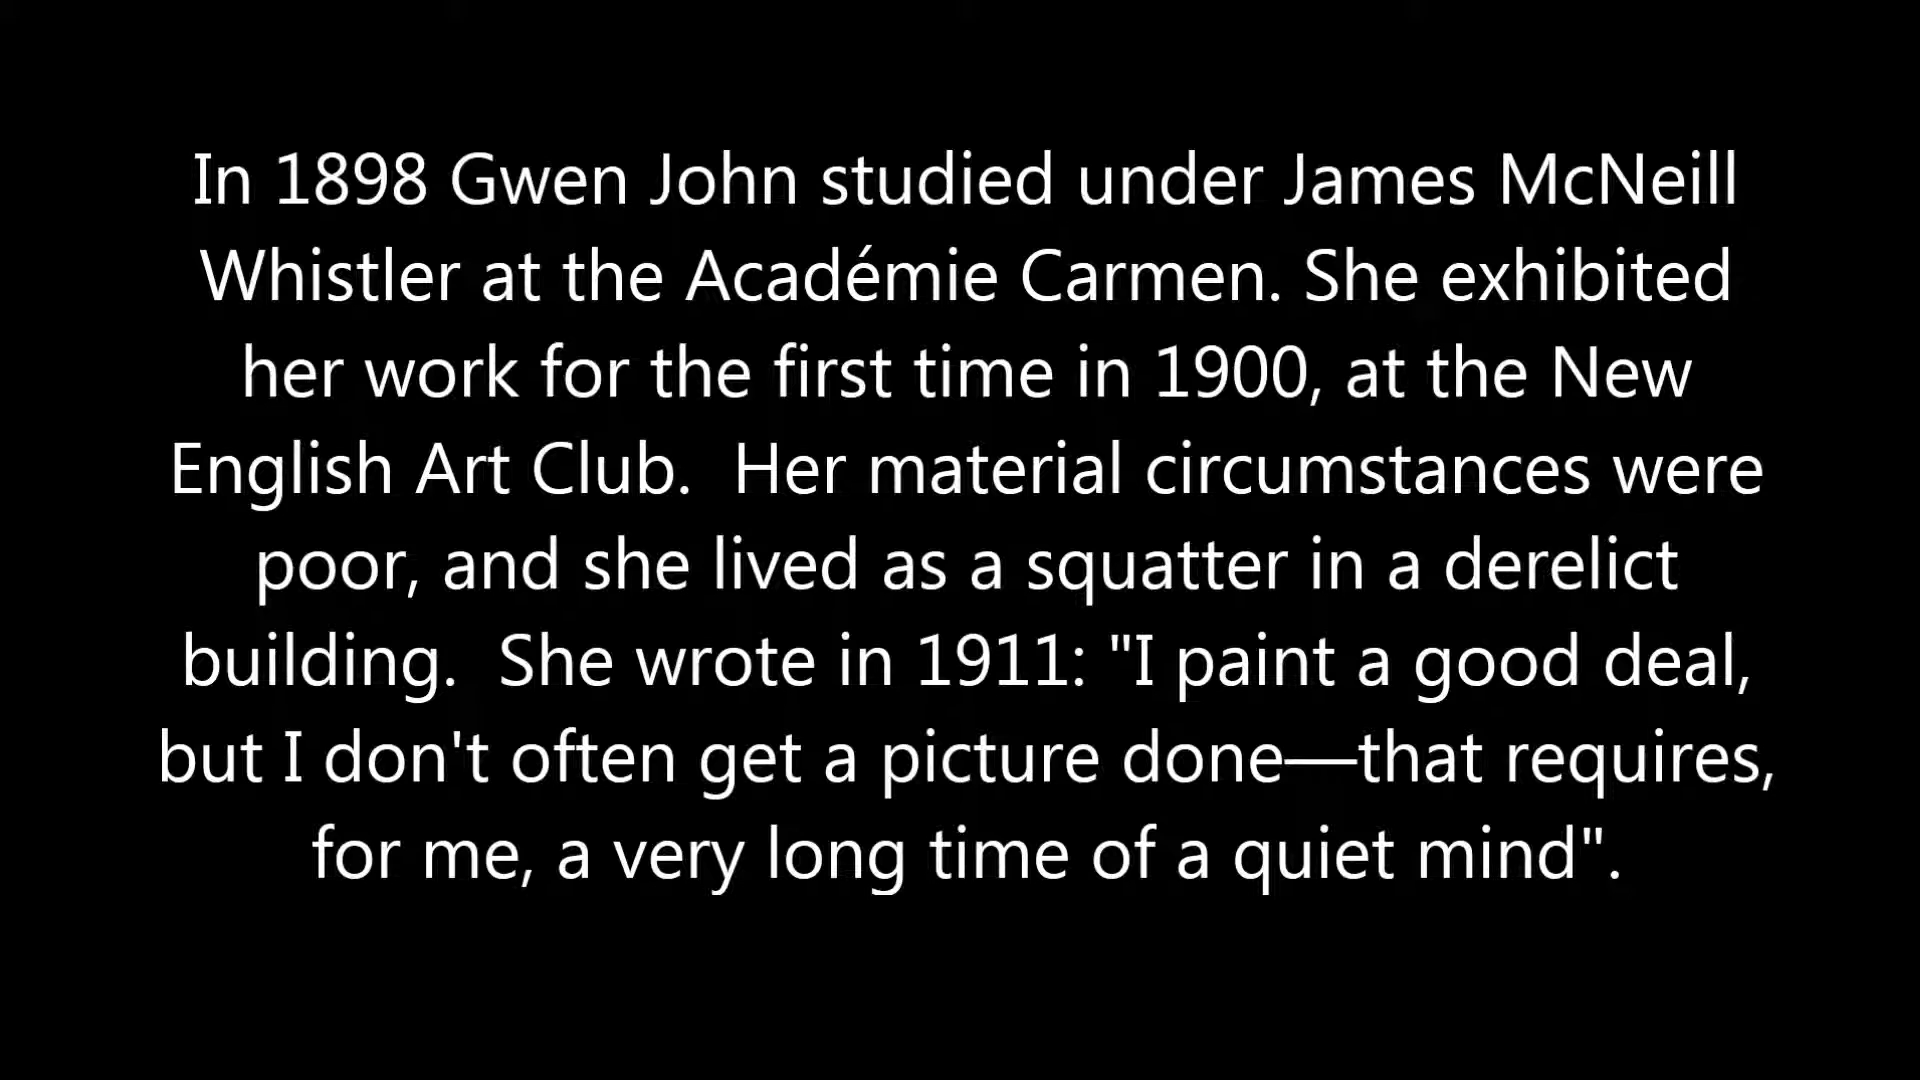 In 1898 Gwen John studied under James McNeill
Whistler at the Académie Carmen. She exhibited
her work for the first time in 1900, at the New
English Art Club.  Her material circumstances were
poor, and she lived as a squatter in a derelict
building.  She wrote in 1911: "I paint a good deal,
but I don't often get a picture done—that requires,
for me, a very long time of a quiet mind".